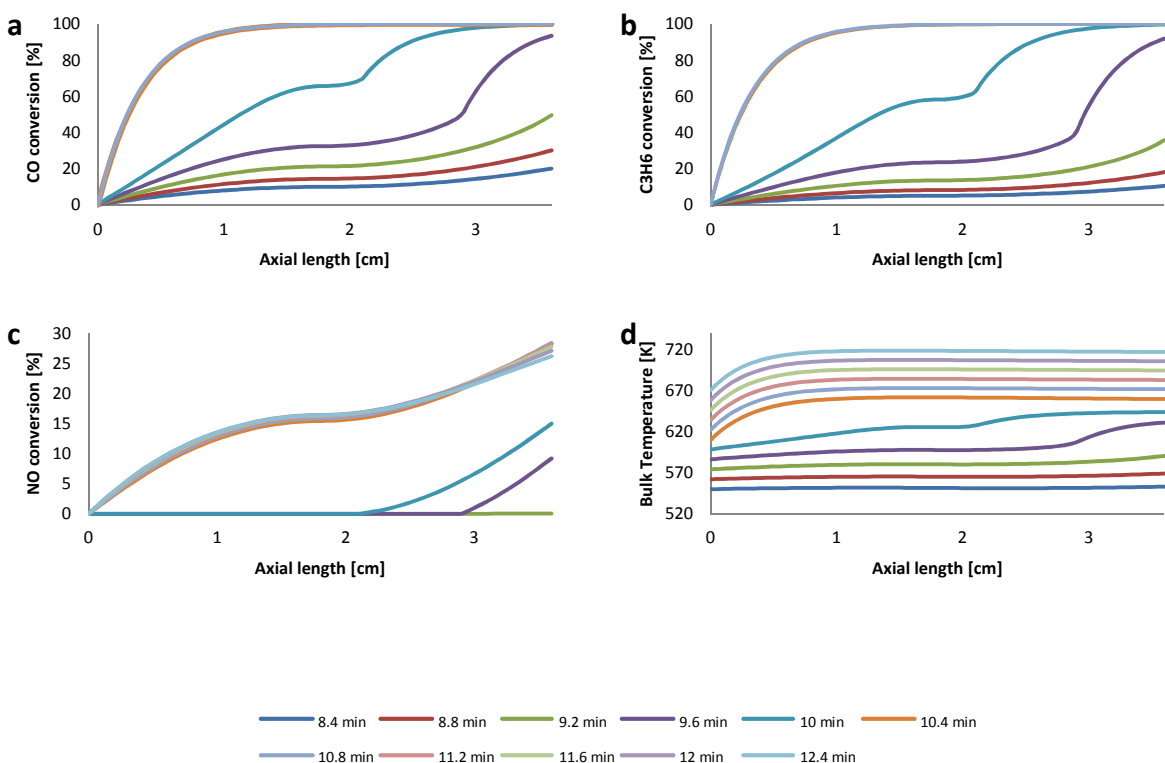 a
CO conversion [%]
100
80
60
40
20
0
0 1 2 3
Axial length [cm]
b
C3H6 conversion [%]
100
80
60
40
20
0
0 1 2 3
Axial length [cm]
c
NO conversion [%]
30
25
20
15
10
5
0
0 1 2 3
Axial length [cm]
d
Bulk Temperature [K]
720
670
620
570
520
0 1 2 3
Axial length [cm]
8.4 min 8.8 min 9.2 min 9.6 min 10 min 10.4 min
10.8 min 11.2 min 11.6 min 12 min 12.4 min